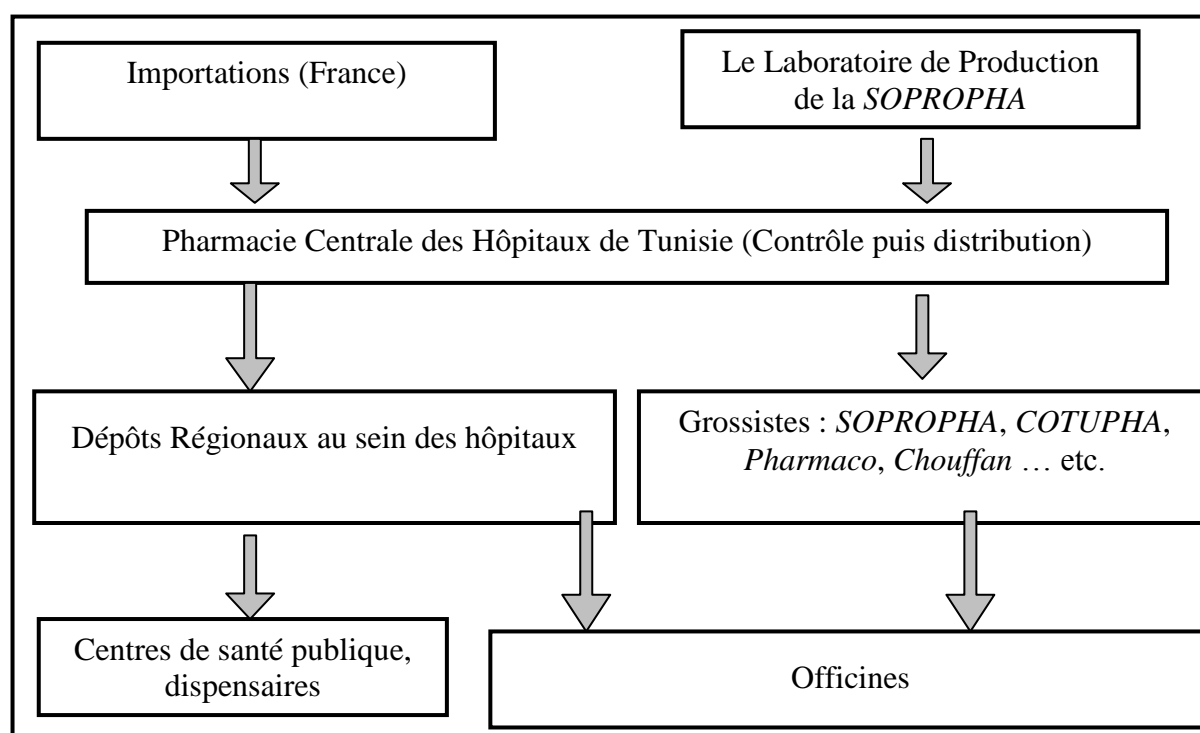 Importations (France)
Le Laboratoire de Production
de la SOPROPHA
Pharmacie Centrale des Hôpitaux de Tunisie (Contrôle puis distribution)
Dépôts Régionaux au sein des hôpitaux
Grossistes : SOPROPHA, COTUPHA,
Pharmaco, Chouffan … etc.
Centres de santé publique,
dispensaires
Officines